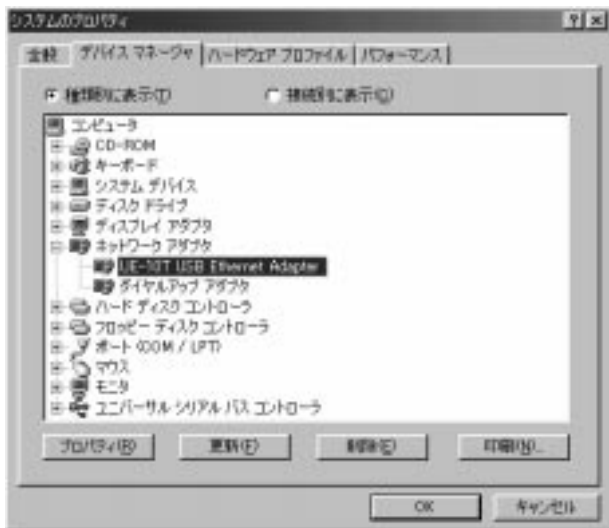 システムのプロパティ
全般 デバイス マネージャ ハードウェア プロファイル パフォーマンス
種類別に表示(T) 接続別に表示(C)
コンピュータ
CD-ROM
キーボード
システム デバイス
ディスク ドライブ
ディスプレイ アダプタ
ネットワーク アダプタ
UE-10T USB Ethernet Adapter
ダイヤルアップ アダプタ
ハード ディスク コントローラ
フロッピー ディスク コントローラ
ポート (COM / LPT)
マウス
モニタ
ユニバーサル シリアル バス コントローラ
プロパティ(R) 更新(F) 削除(E) 印刷(N)...
OK キャンセル